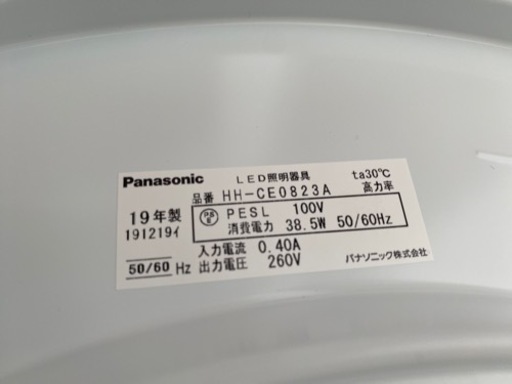 Panasonic LED照明器具 ta30℃
品番 HH-CE0823A 高力率
19年製 PSE PESL 100V
191219イ 消費電力 38.5W 50/60Hz
入力電流 0.40A
50/60 Hz 出力電圧 260V パナソニック株式会社